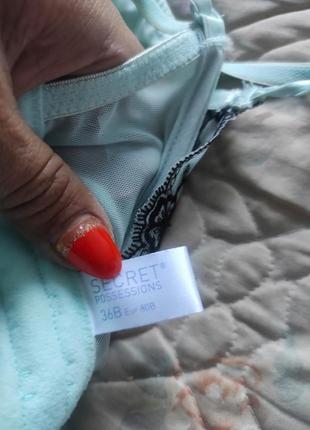 SECRET®
POSSESSIONS
36B Eur 80B